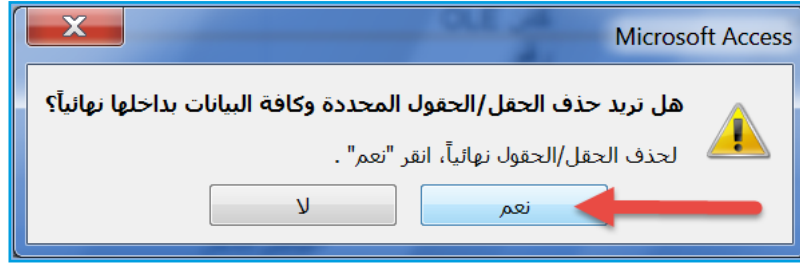 Microsoft Access
هل تريد حذف الحقل/الحقول المحددة وكافة البيانات بداخلها نهائياً؟
لحذف الحقل/الحقول نهائياً، انقر "نعم" .
نعم
لا